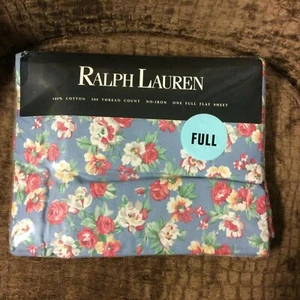 RALPH LAUREN
100% COTTON 200 THREAD COUNT NO-IRON ONE FULL FLAT SHEET
FULL